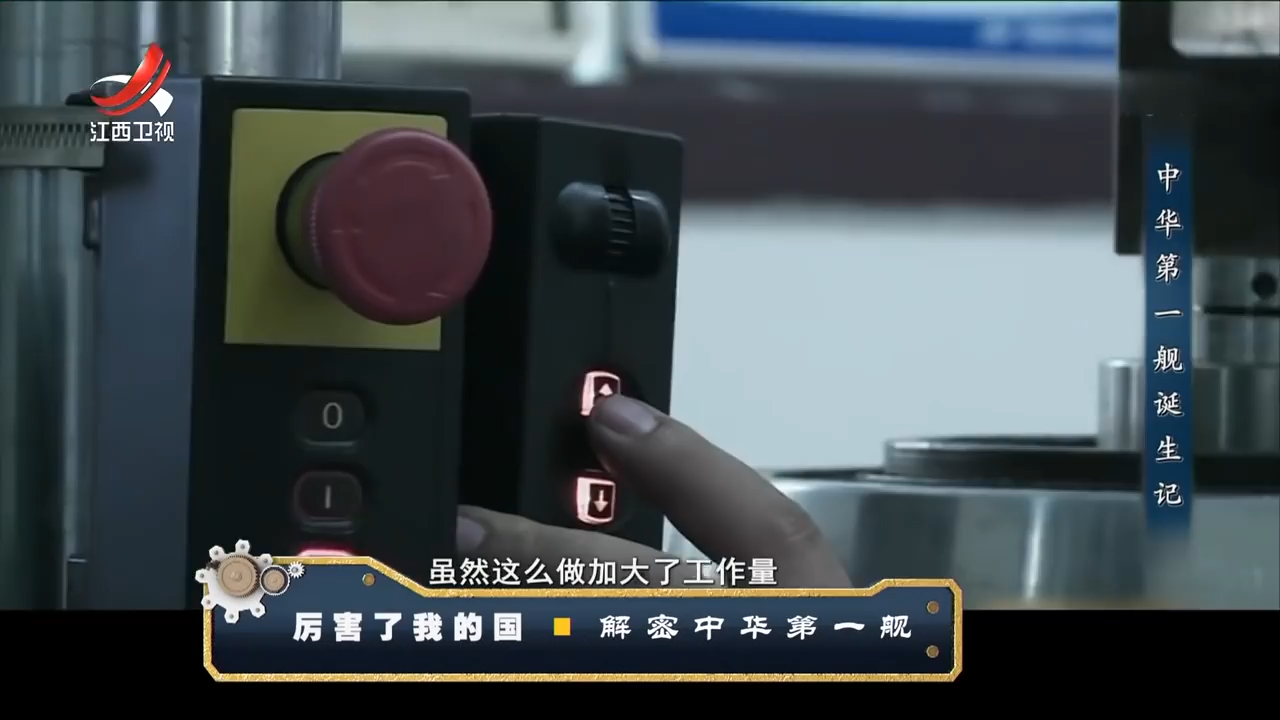 江西卫视
中华第一舰诞生记
0
I
虽然这么做加大了工作量
厉害了我的国 ■ 解密中华第一舰